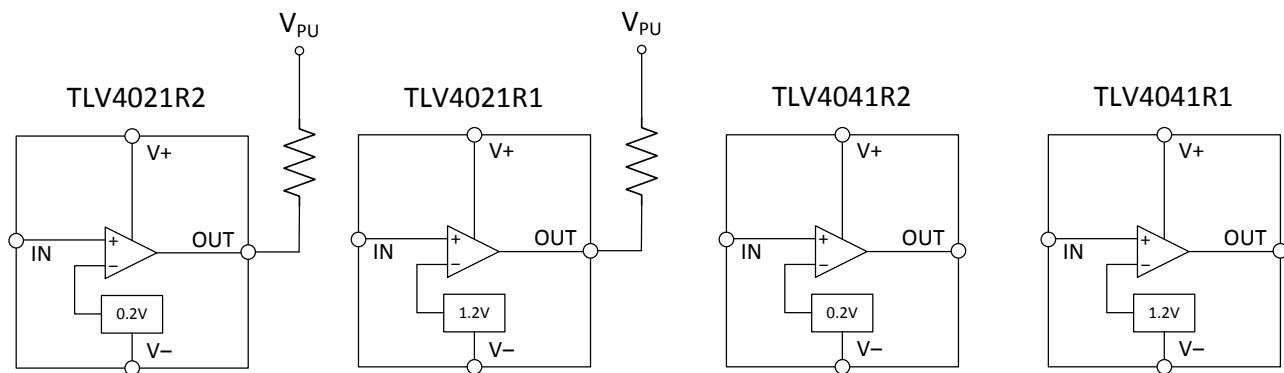 V_PU
V_PU
TLV4021R2
TLV4021R1
TLV4041R2
TLV4041R1
V+
V+
V+
V+
IN
+
−
OUT
IN
+
−
OUT
IN
+
−
OUT
IN
+
−
OUT
0.2V
1.2V
0.2V
1.2V
V−
V−
V−
V−